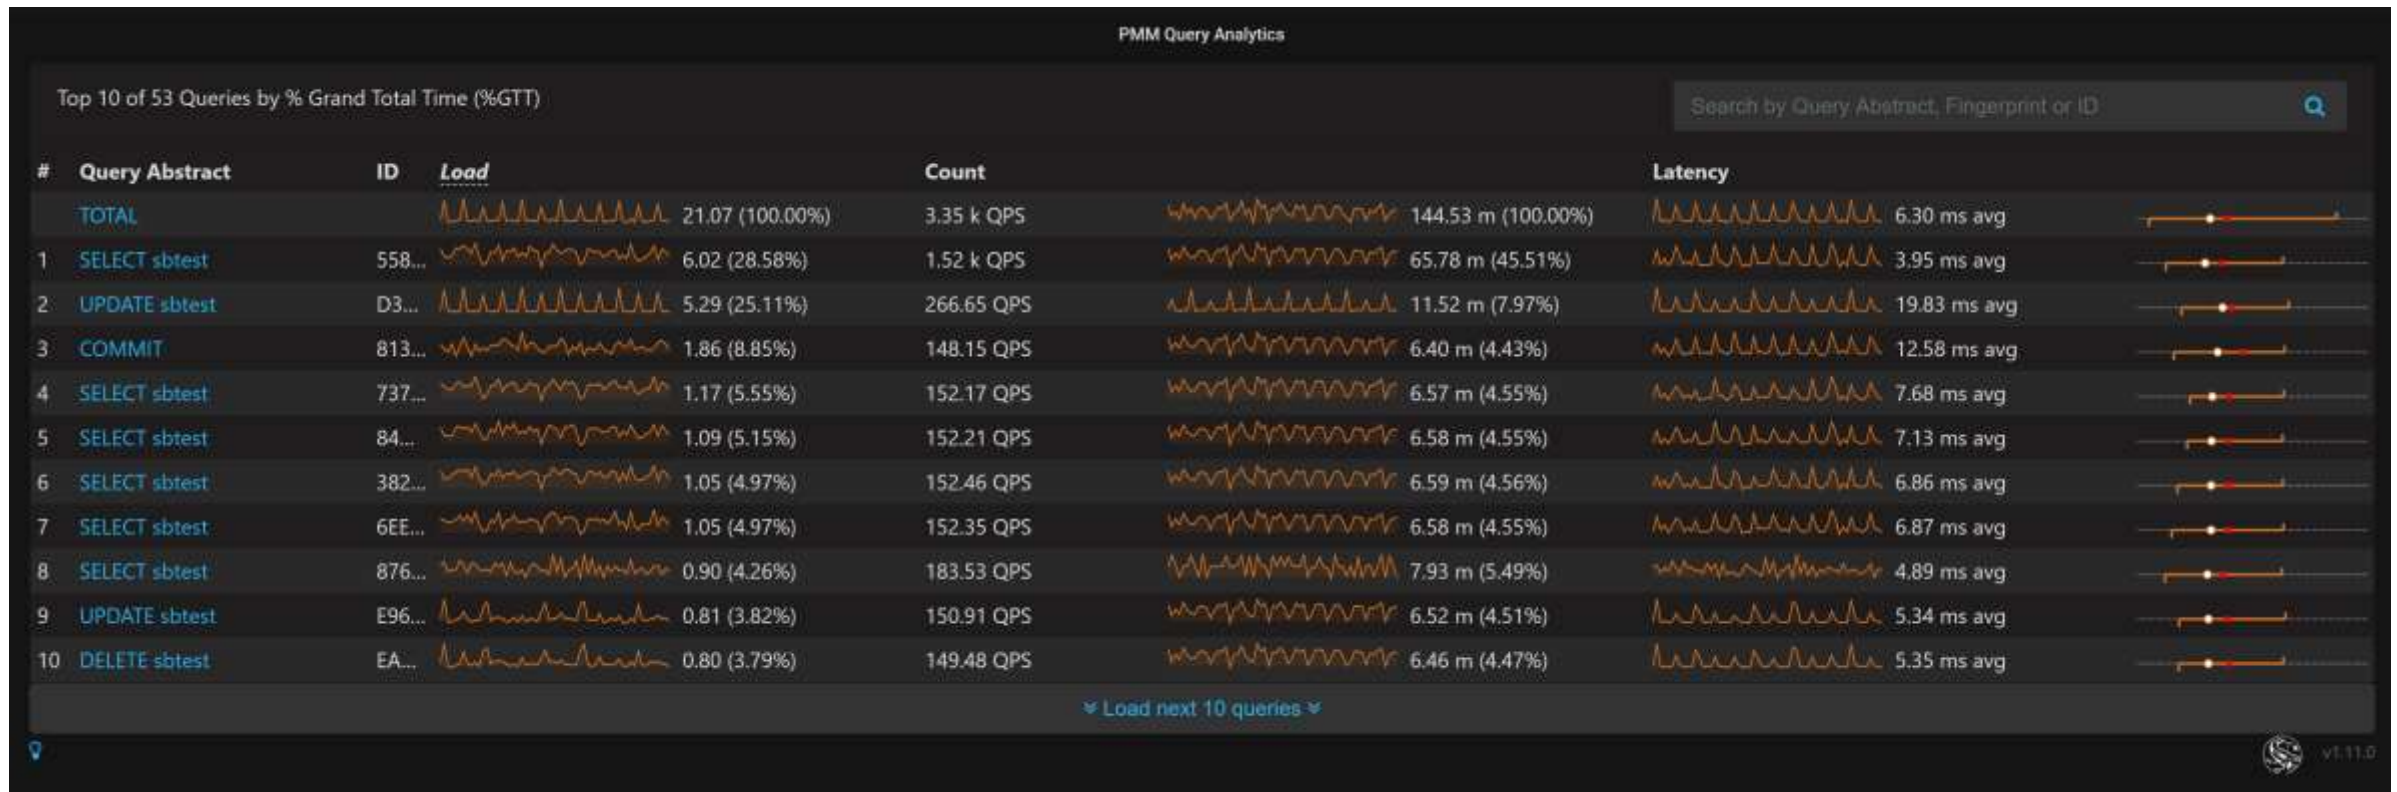 PMM Query Analytics
Top 10 of 53 Queries by % Grand Total Time (%GTT)
Search by Query Abstract, Fingerprint or ID
# Query Abstract ID Load Count Latency
TOTAL 21.07 (100.00%) 3.35 k QPS 144.53 m (100.00%) 6.30 ms avg
1 SELECT sbtest 558... 6.02 (28.58%) 1.52 k QPS 65.78 m (45.51%) 3.95 ms avg
2 UPDATE sbtest D3... 5.29 (25.11%) 266.65 QPS 11.52 m (7.97%) 19.83 ms avg
3 COMMIT 813... 1.86 (8.85%) 148.15 QPS 6.40 m (4.43%) 12.58 ms avg
4 SELECT sbtest 737... 1.17 (5.55%) 152.17 QPS 6.57 m (4.55%) 7.68 ms avg
5 SELECT sbtest 84... 1.09 (5.15%) 152.21 QPS 6.58 m (4.55%) 7.13 ms avg
6 SELECT sbtest 382... 1.05 (4.97%) 152.46 QPS 6.59 m (4.56%) 6.86 ms avg
7 SELECT sbtest 6EE... 1.05 (4.97%) 152.35 QPS 6.58 m (4.55%) 6.87 ms avg
8 SELECT sbtest 876... 0.90 (4.26%) 183.53 QPS 7.93 m (5.49%) 4.89 ms avg
9 UPDATE sbtest E96... 0.81 (3.82%) 150.91 QPS 6.52 m (4.51%) 5.34 ms avg
10 DELETE sbtest EA... 0.80 (3.79%) 149.48 QPS 6.46 m (4.47%) 5.35 ms avg
Load next 10 queries
v1.11.0